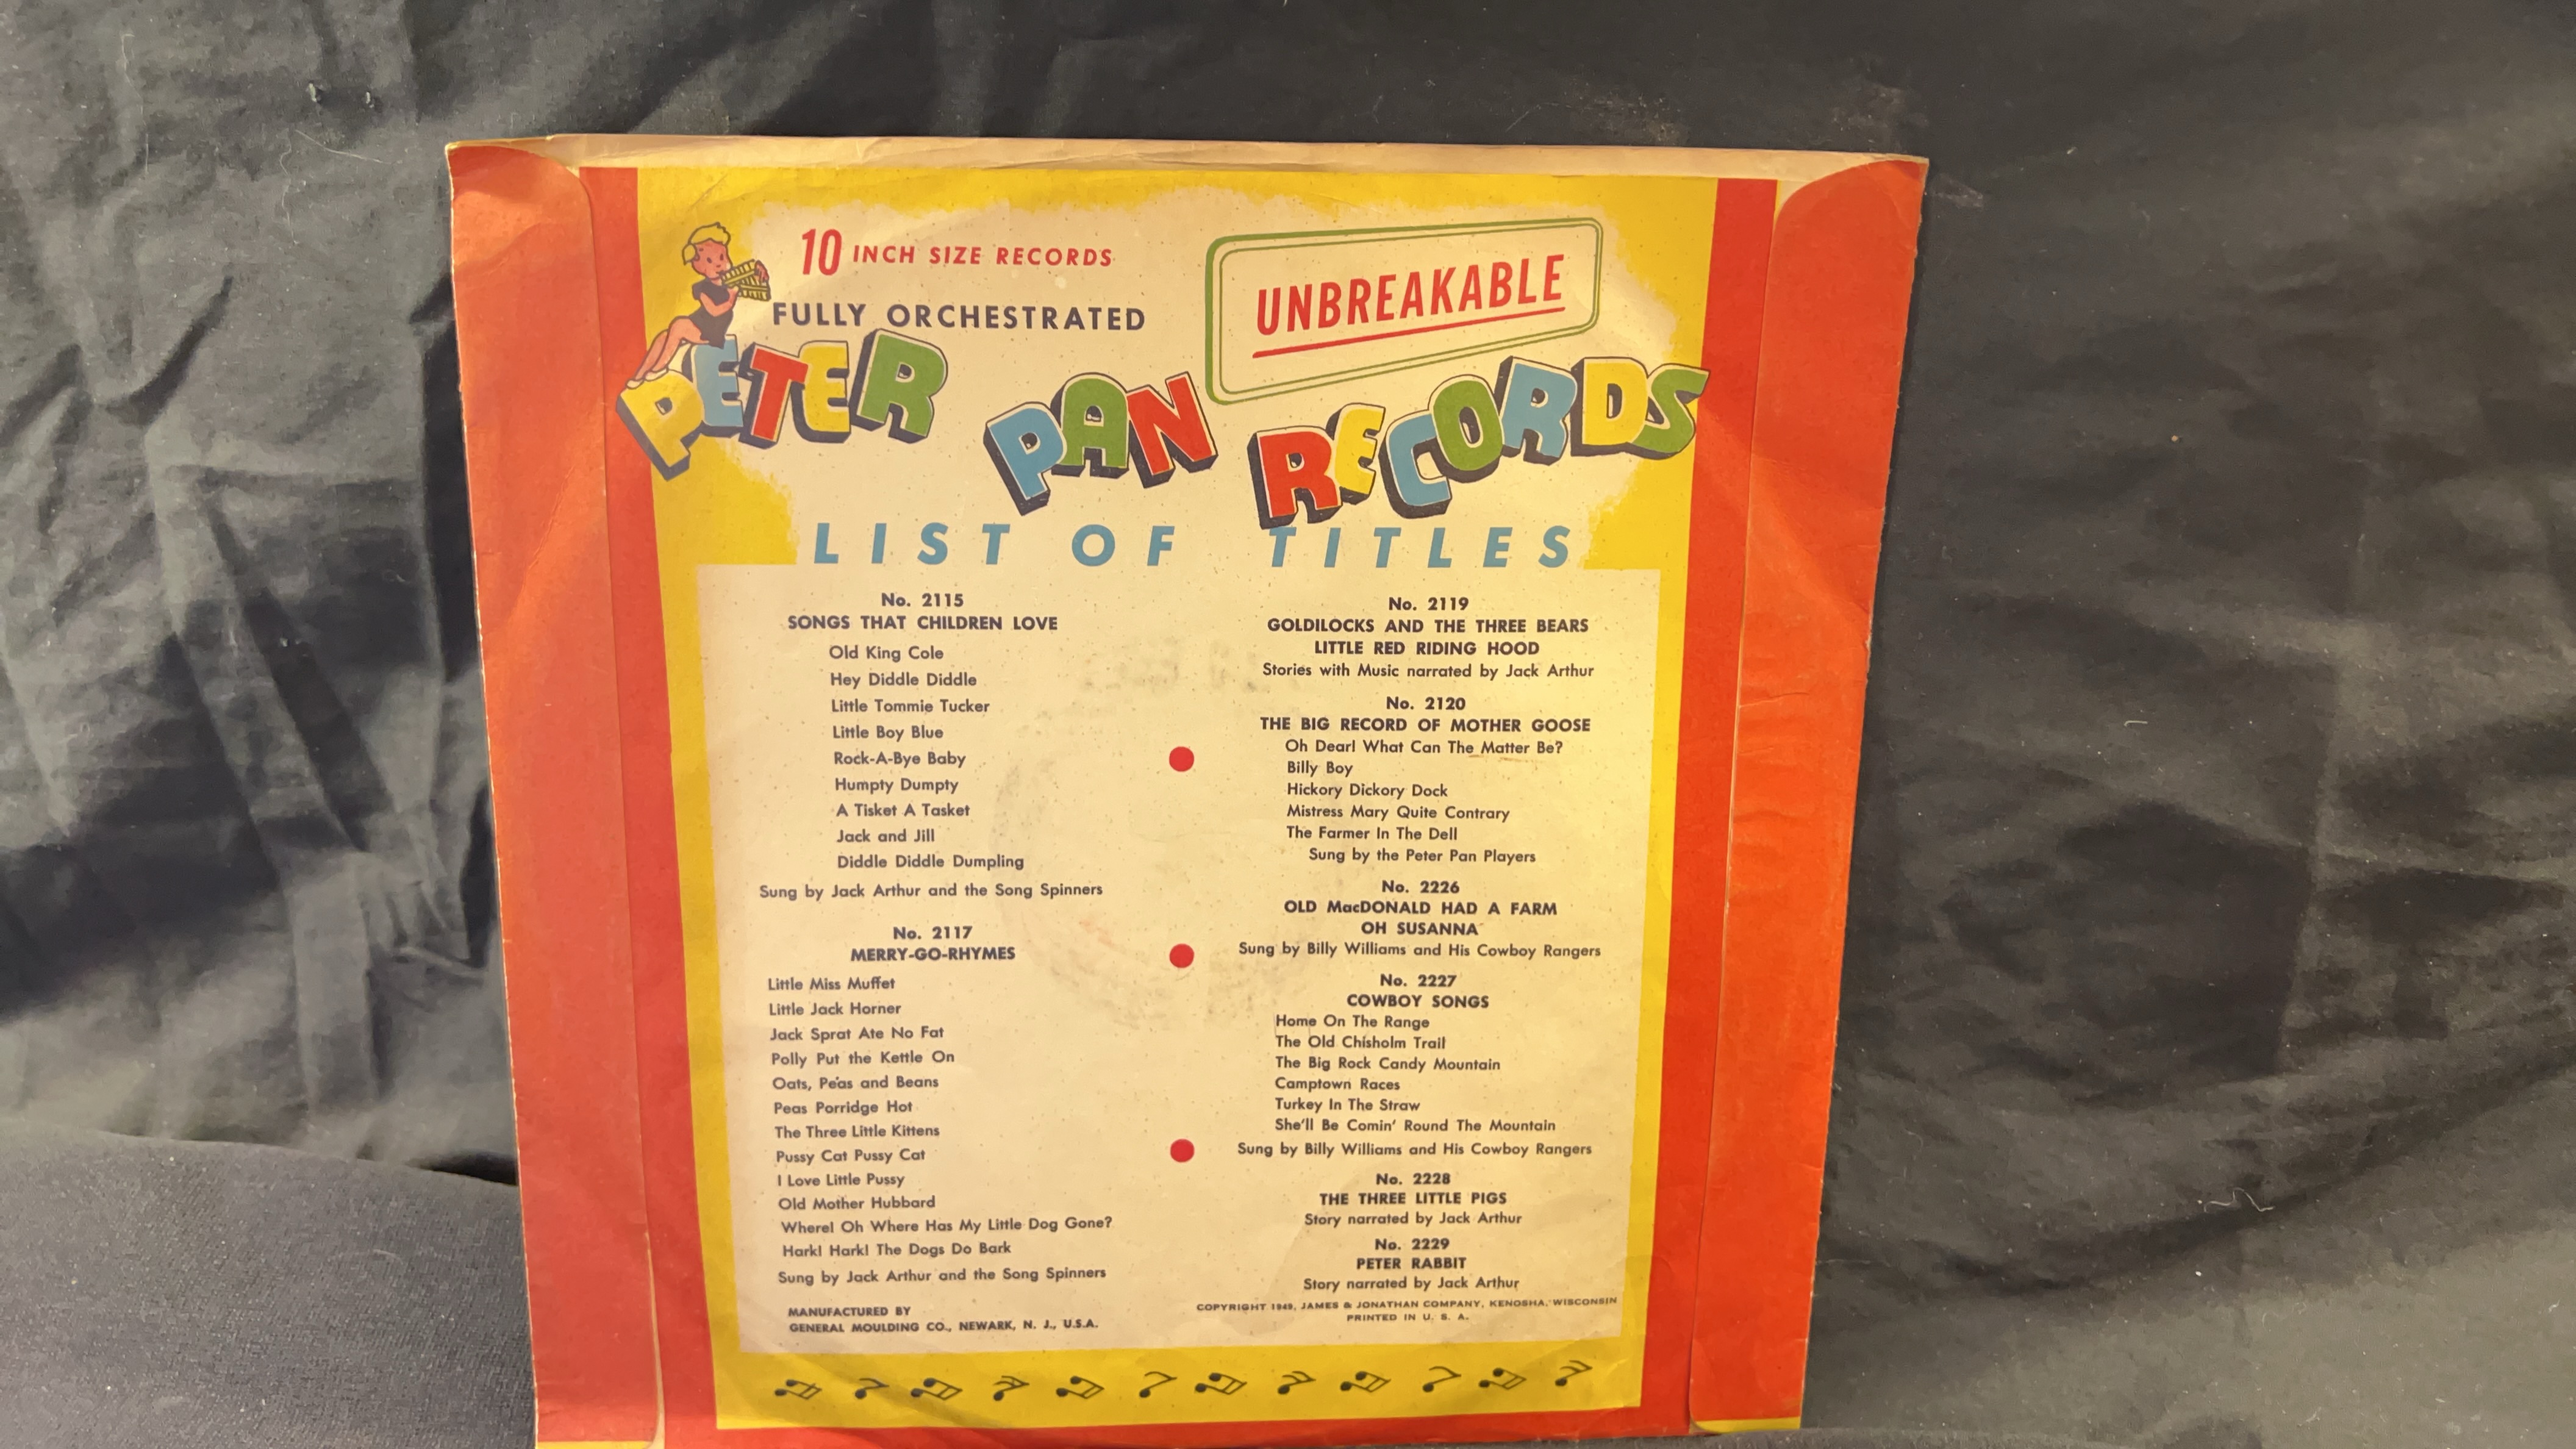 10 INCH SIZE RECORDS
FULLY ORCHESTRATED
UNBREAKABLE
PETER PAN RECORDS
LIST OF TITLES
No. 2115
SONGS THAT CHILDREN LOVE
Old King Cole
Hey Diddle Diddle
Little Tommie Tucker
Little Boy Blue
Rock-A-Bye Baby
Humpty Dumpty
A Tisket A Tasket
Jack and Jill
Diddle Diddle Dumpling
Sung by Jack Arthur and the Song Spinners
No. 2117
MERRY-GO-RHYMES
Little Miss Muffet
Little Jack Horner
Jack Sprat Ate No Fat
Polly Put the Kettle On
Oats, Peas and Beans
Peas Porridge Hot
The Three Little Kittens
Pussy Cat Pussy Cat
I Love Little Pussy
Old Mother Hubbard
Where! Oh Where Has My Little Dog Gone?
Hark! Hark! The Dogs Do Bark
Sung by Jack Arthur and the Song Spinners
MANUFACTURED BY
GENERAL MOULDING CO., NEWARK, N. J., U.S.A.
No. 2119
GOLDILOCKS AND THE THREE BEARS
LITTLE RED RIDING HOOD
Stories with Music narrated by Jack Arthur
No. 2120
THE BIG RECORD OF MOTHER GOOSE
Oh Dear! What Can The Matter Be?
Billy Boy
Hickory Dickory Dock
Mistress Mary Quite Contrary
The Farmer In The Dell
Sung by the Peter Pan Players
No. 2226
OLD MacDONALD HAD A FARM
OH SUSANNA
Sung by Billy Williams and His Cowboy Rangers
No. 2227
COWBOY SONGS
Home On The Range
The Old Chisholm Trail
The Big Rock Candy Mountain
Camptown Races
Turkey In The Straw
She'll Be Comin' Round The Mountain
Sung by Billy Williams and His Cowboy Rangers
No. 2228
THE THREE LITTLE PIGS
Story narrated by Jack Arthur
No. 2229
PETER RABBIT
Story narrated by Jack Arthur
COPYRIGHT 1949, JAMES & JONATHAN COMPANY, KENOSHA, WISCONSIN
PRINTED IN U. S. A.